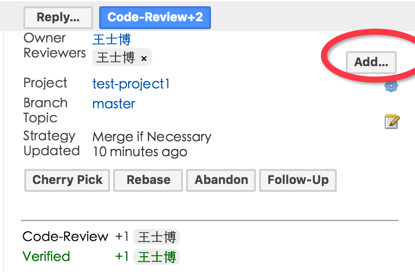 Reply... Code-Review+2
Owner 王士博
Reviewers 王士博 ×
Add...
Project test-project1
Branch master
Topic
Strategy Merge if Necessary
Updated 10 minutes ago
Cherry Pick Rebase Abandon Follow-Up
Code-Review +1 王士博
Verified +1 王士博